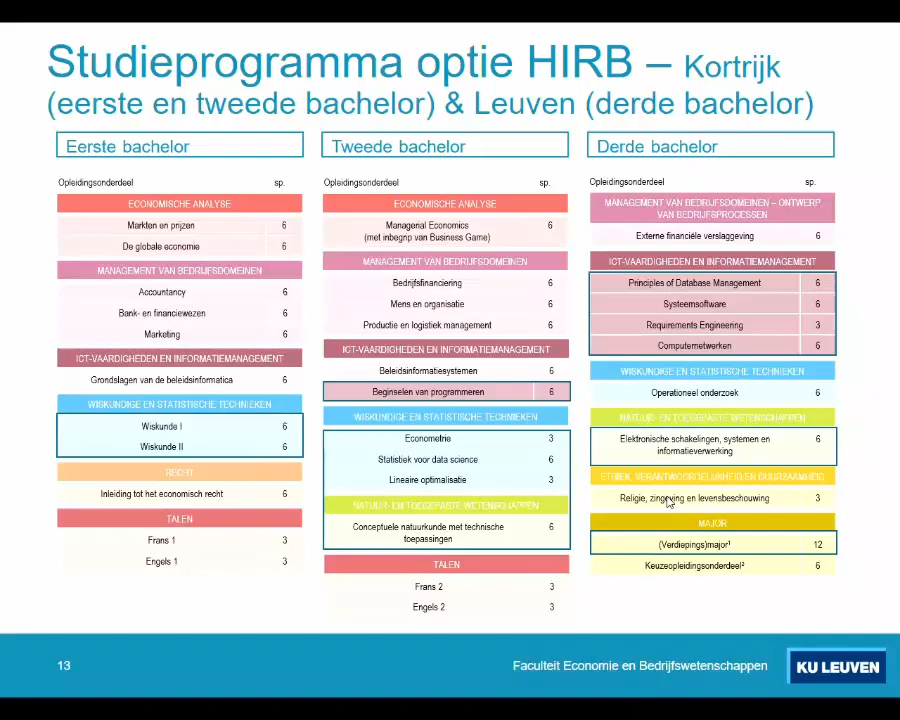 Studieprogramma optie HIRB – Kortrijk
(eerste en tweede bachelor) & Leuven (derde bachelor)
Eerste bachelor
Opleidingsonderdeel sp.
ECONOMISCHE ANALYSE
Markten en prijzen 6
De globale economie 6
MANAGEMENT VAN BEDRIJFSDOMEINEN
Accountancy 6
Bank- en financiewezen 6
Marketing 6
ICT-VAARDIGHEDEN EN INFORMATIEMANAGEMENT
Grondslagen van de beleidsinformatica 6
WISKUNDIGE EN STATISTISCHE TECHNIEKEN
Wiskunde I 6
Wiskunde II 6
RECHT
Inleiding tot het economisch recht 6
TALEN
Frans 1 3
Engels 1 3
Tweede bachelor
Opleidingsonderdeel sp.
ECONOMISCHE ANALYSE
Managerial Economics 6
(met inbegrip van Business Game)
MANAGEMENT VAN BEDRIJFSDOMEINEN
Bedrijfsfinanciering 6
Mens en organisatie 6
Productie en logistiek management 6
ICT-VAARDIGHEDEN EN INFORMATIEMANAGEMENT
Beleidsinformatiesystemen 6
Beginselen van programmeren 6
WISKUNDIGE EN STATISTISCHE TECHNIEKEN
Econometrie 3
Statistiek voor data science 6
Lineaire optimalisatie 3
NATUUR- EN TOEGEPASTE WETENSCHAPPEN
Conceptuele natuurkunde met technische 6
toepassingen
TALEN
Frans 2 3
Engels 2 3
Derde bachelor
Opleidingsonderdeel sp.
MANAGEMENT VAN BEDRIJFSDOMEINEN – ONTWERP
VAN BEDRIJFSPROCESSEN
Externe financiële verslaggeving 6
ICT-VAARDIGHEDEN EN INFORMATIEMANAGEMENT
Principles of Database Management 6
Systeemsoftware 6
Requirements Engineering 3
Computernetwerken 6
WISKUNDIGE EN STATISTISCHE TECHNIEKEN
Operationeel onderzoek 6
NATUUR- EN TOEGEPASTE WETENSCHAPPEN
Elektronische schakelingen, systemen en 6
informatieverwerking
ETHIEK, VERANTWOORDELIJKHEID EN DUURZAAMHEID
Religie, zingeving en levensbeschouwing 3
MAJOR
(Verdiepings)major¹ 12
Keuzeopleidingsonderdeel² 6
13
Faculteit Economie en Bedrijfswetenschappen
KU LEUVEN